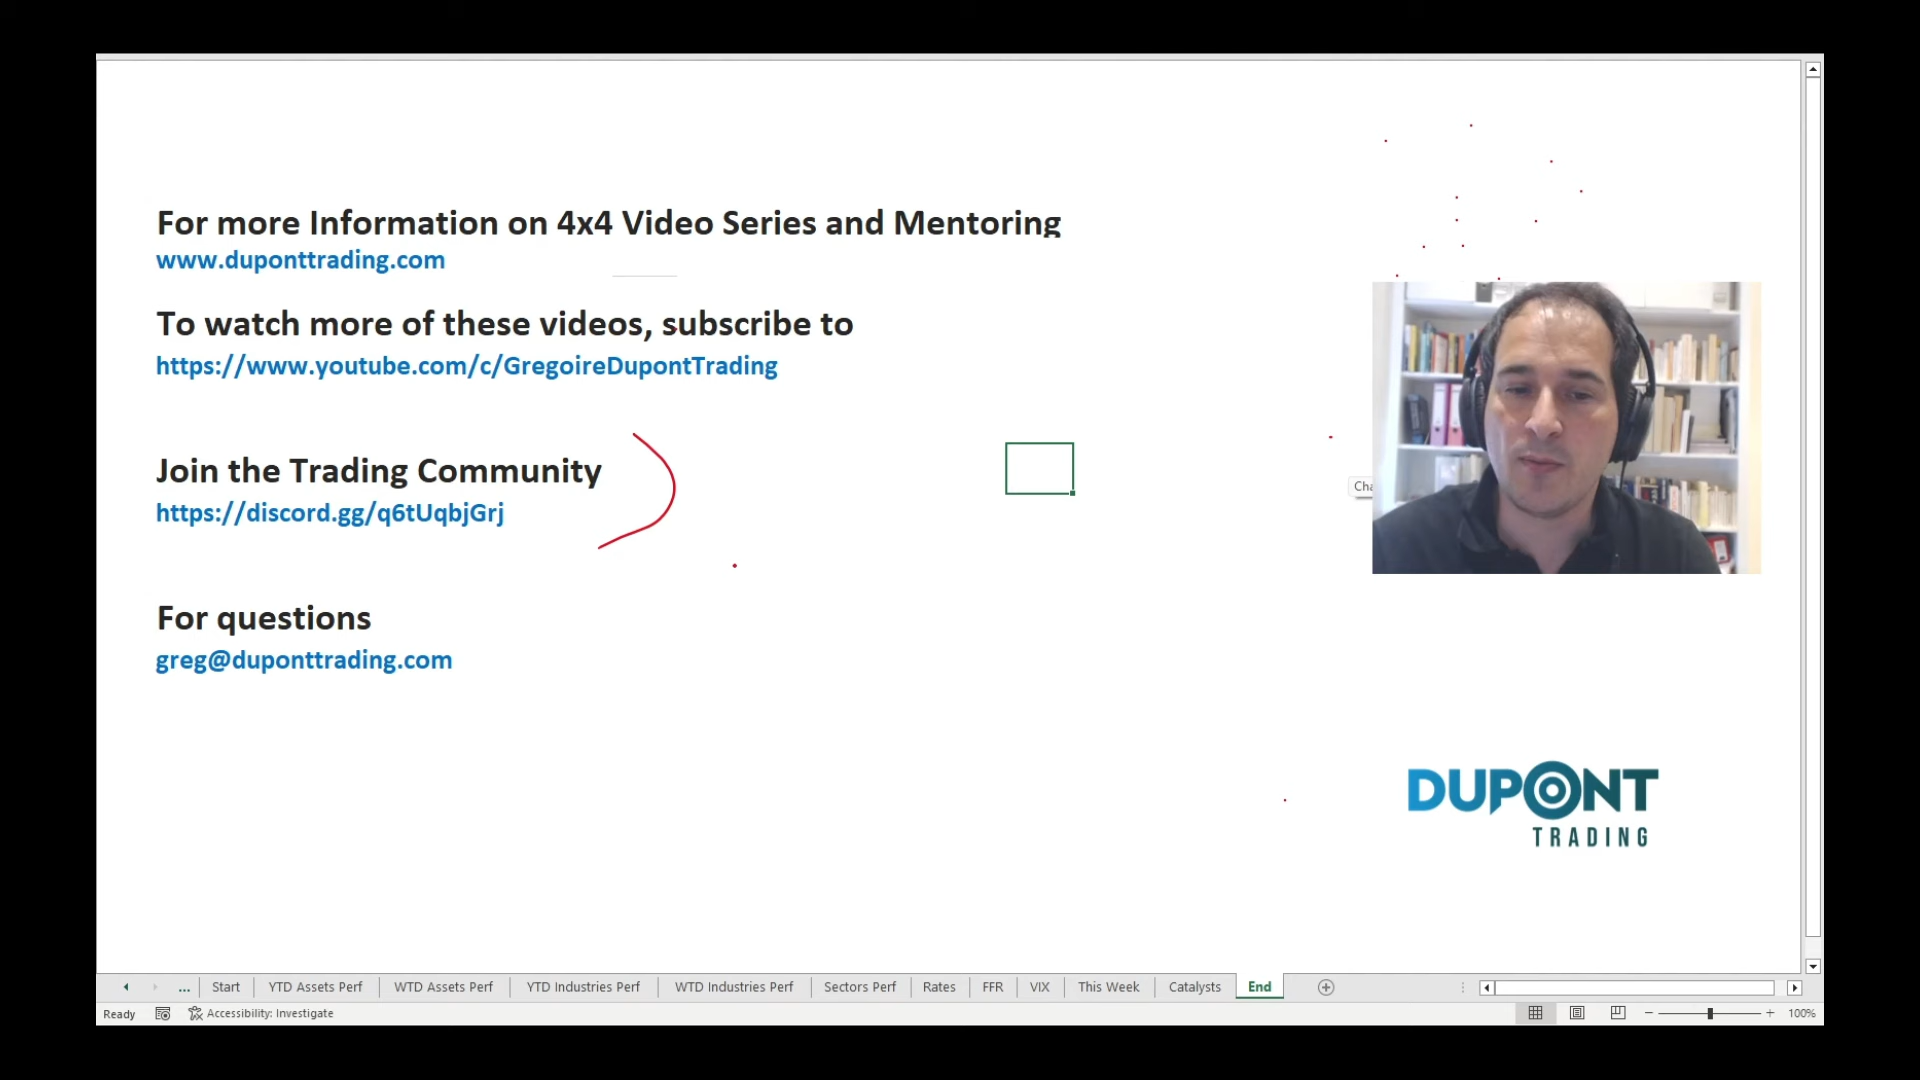 For more Information on 4x4 Video Series and Mentoring
www.duponttrading.com
To watch more of these videos, subscribe to
https://www.youtube.com/c/GregoireDupontTrading
Join the Trading Community
https://discord.gg/q6tUqbjGrj
Cha
For questions
greg@duponttrading.com
DUPONT
TRADING
... Start YTD Assets Perf WTD Assets Perf YTD Industries Perf WTD Industries Perf Sectors Perf Rates FFR VIX This Week Catalysts End
Ready Accessibility: Investigate 100%